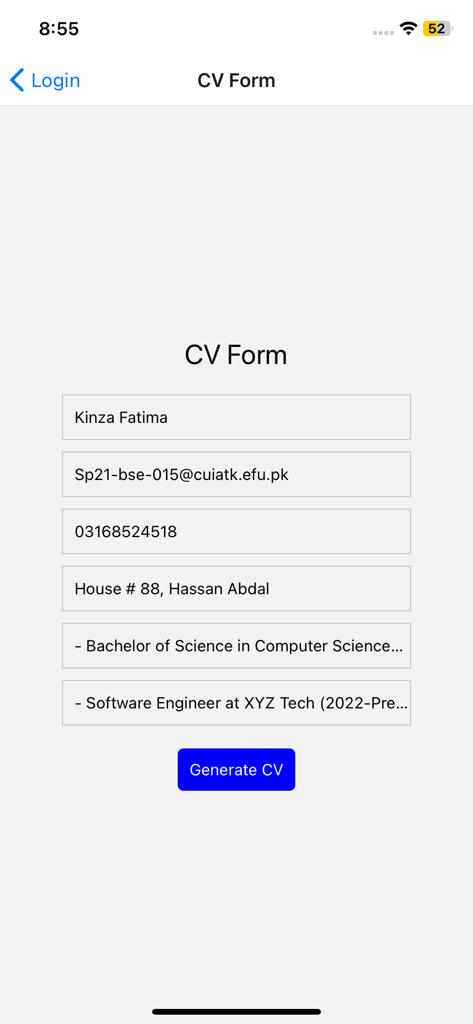 8:55
52
Login
CV Form
CV Form
Kinza Fatima
Sp21-bse-015@cuiatk.efu.pk
03168524518
House # 88, Hassan Abdal
- Bachelor of Science in Computer Science...
- Software Engineer at XYZ Tech (2022-Pre...
Generate CV